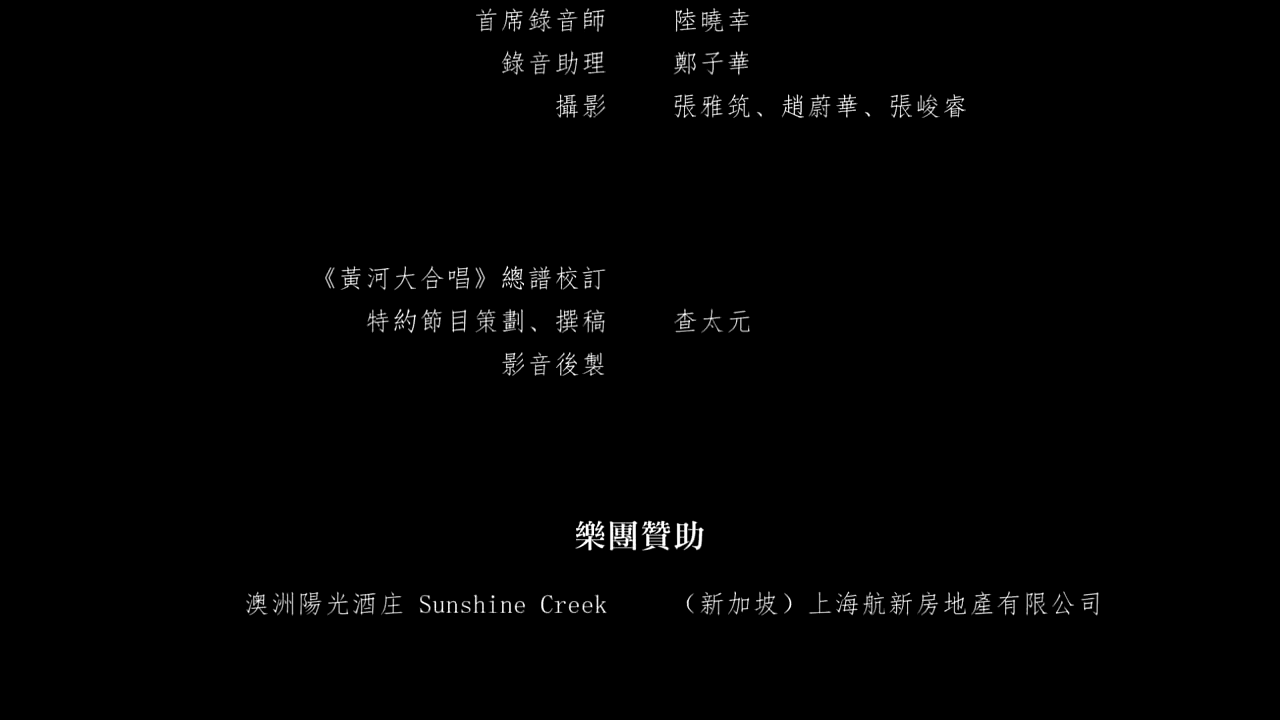 首席錄音師 陸曉幸
錄音助理 鄭子華
攝影 張雅筑、趙蔚華、張峻睿
《黃河大合唱》總譜校訂
特約節目策劃、撰稿 查太元
影音後製
樂團贊助
澳洲陽光酒庄 Sunshine Creek （新加坡）上海航新房地產有限公司